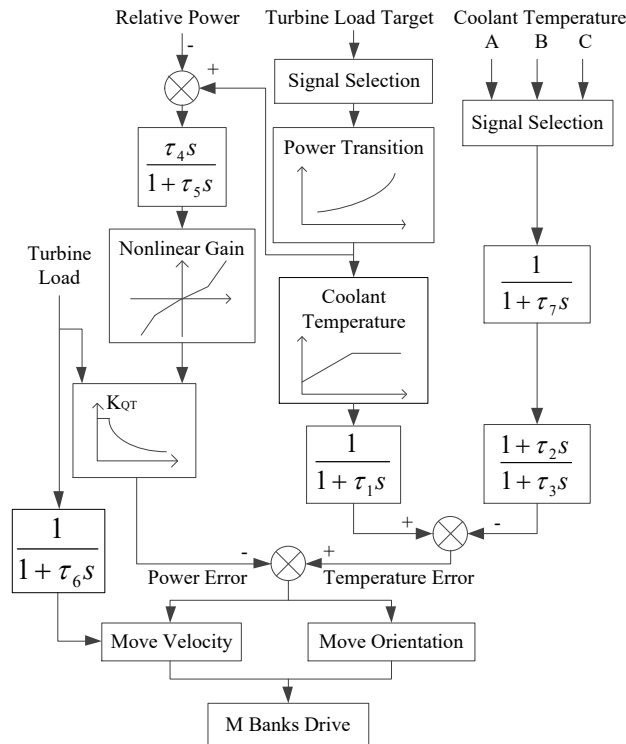 Relative Power
Turbine Load Target
Coolant Temperature
A B C
-
+
Signal Selection
Signal Selection
τ₄s
1 + τ₅s
Power Transition
Nonlinear Gain
Turbine
Load
Coolant
Temperature
1
1 + τ₇s
K_QT
1
1 + τ₁s
1 + τ₂s
1 + τ₃s
+
-
1
1 + τ₆s
-
+
Power Error
Temperature Error
Move Velocity
Move Orientation
M Banks Drive